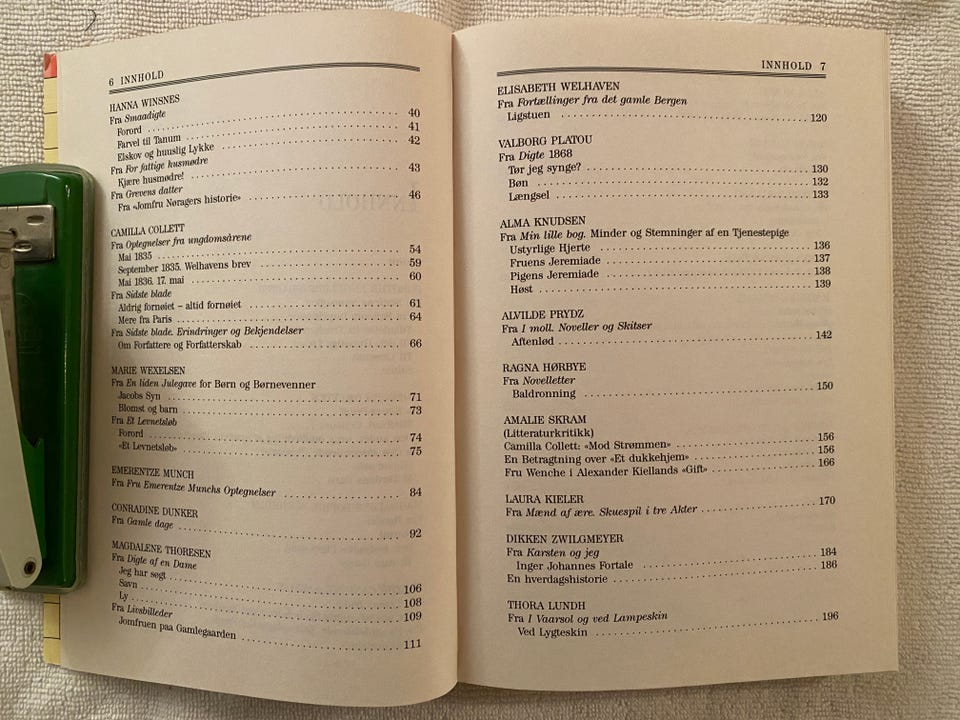 6 INNHOLD
HANNA WINSNES
Fra Smaadigte
Forord 40
Farvel til Tanum 41
Elskov og huuslig Lykke 42
Fra For fattige husmødre
Kjære husmødre! 43
Fra Grevens datter
Fra «Jomfru Nøragers historie» 46
CAMILLA COLLETT
Fra Optegnelser fra ungdomsårene
Mai 1835 54
September 1835. Welhavens brev 59
Mai 1836. 17. mai 60
Fra Sidste blade
Aldrig fornøiet – altid fornøiet 61
Mere fra Paris 64
Fra Sidste blade. Erindringer og Bekjendelser
Om Forfattere og Forfatterskab 66
MARIE WEXELSEN
Fra En liden Julegave for Børn og Børnevenner
Jacobs Syn 71
Blomst og barn 73
Fra Et Levnetsløb
Forord 74
«Et Levnetsløb» 75
EMERENTZE MUNCH
Fra Fru Emerentze Munchs Optegnelser 84
CONRADINE DUNKER
Fra Gamle dage 92
MAGDALENE THORESEN
Fra Digte af en Dame
Jeg har søgt 106
Savn 108
Ly 109
Fra Livsbilleder
Jomfruen paa Gamlegaarden 111
INNHOLD 7
ELISABETH WELHAVEN
Fra Fortællinger fra det gamle Bergen
Ligstuen 120
VALBORG PLATOU
Fra Digte 1868
Tør jeg synge? 130
Bøn 132
Længsel 133
ALMA KNUDSEN
Fra Min lille bog. Minder og Stemninger af en Tjenestepige
Ustyrlige Hjerte 136
Fruens Jeremiade 137
Pigens Jeremiade 138
Høst 139
ALVILDE PRYDZ
Fra I moll. Noveller og Skitser
Aftenlød 142
RAGNA HØRBYE
Fra Novelletter
Baldronning 150
AMALIE SKRAM
(Litteraturkritikk)
Camilla Collett: «Mod Strømmen» 156
En Betragtning over «Et dukkehjem» 156
Fru Wenche i Alexander Kiellands «Gift» 166
LAURA KIELER
Fra Mænd af ære. Skuespil i tre Akter 170
DIKKEN ZWILGMEYER
Fra Karsten og jeg 184
Inger Johannes Fortale 186
En hverdagshistorie
THORA LUNDH
Fra I Vaarsol og ved Lampeskin
Ved Lygteskin 196